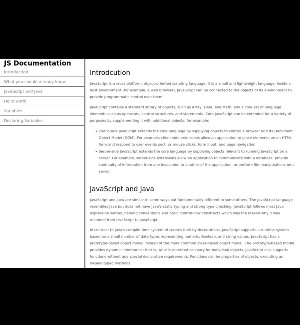 JS Documentation
Introduction
What you should already know
JavaScript and Java
Hello world
Variables
Declaring Variables
Introdcution
JavaScript is a cross-platform, object-oriented scripting language. It is a small and lightweight language. Inside a
host environment (for example, a web browser), JavaScript can be connected to the objects of its environment to
provide programmatic control over them.
JavaScript contains a standard library of objects, such as Array, Date, and Math, and a core set of language
elements such as operators, control structures, and statements. Core JavaScript can be extended for a variety of
purposes by supplementing it with additional objects; for example:
Client-side JavaScript extends the core language by supplying objects to control a browser and its Document
Object Model (DOM). For example, client-side extensions allow an application to place elements on an HTML
form and respond to user events such as mouse clicks, form input, and page navigation.
Server-side JavaScript extends the core language by supplying objects relevant to running JavaScript on a
server. For example, server-side extensions allow an application to communicate with a database, provide
continuity of information from one invocation to another of the application, or perform file manipulations on a
server.
JavaScript and Java
JavaScript and Java are similar in some ways but fundamentally different in some others. The JavaScript language
resembles Java but does not have Java's static typing and strong type checking. JavaScript follows most Java
expression syntax, naming conventions and basic control-flow constructs which was the reason why it was
renamed from LiveScript to JavaScript.
In contrast to Java's compile-time system of classes built by declarations, JavaScript supports a runtime system
based on a small number of data types representing numeric, Boolean, and string values. JavaScript has a
prototype-based object model instead of the more common class-based object model. The prototype-based model
provides dynamic inheritance; that is, what is inherited can vary for individual objects. JavaScript also supports
functions without any special declarative requirements. Functions can be properties of objects, executing as
loosely typed methods.